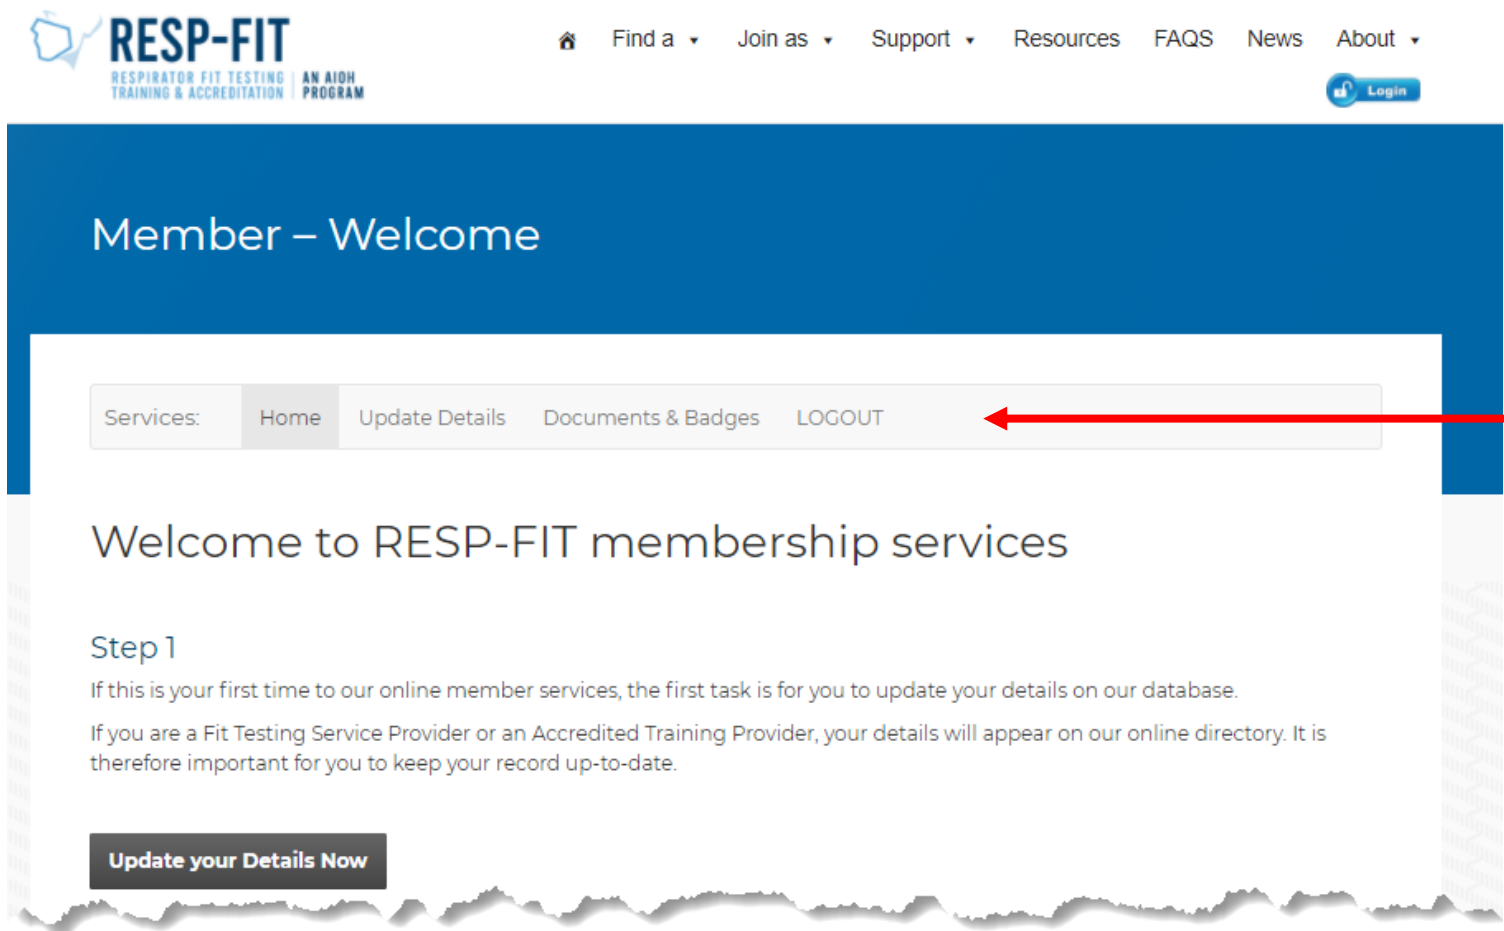 RESP-FIT
RESPIRATOR FIT TESTING
TRAINING & ACCREDITATION
AN AIOH
PROGRAM
Find a Join as Support Resources FAQS News About
Login
Member – Welcome
Services: Home Update Details Documents & Badges LOGOUT
Welcome to RESP-FIT membership services
Step 1
If this is your first time to our online member services, the first task is for you to update your details on our database.
If you are a Fit Testing Service Provider or an Accredited Training Provider, your details will appear on our online directory. It is
therefore important for you to keep your record up-to-date.
Update your Details Now